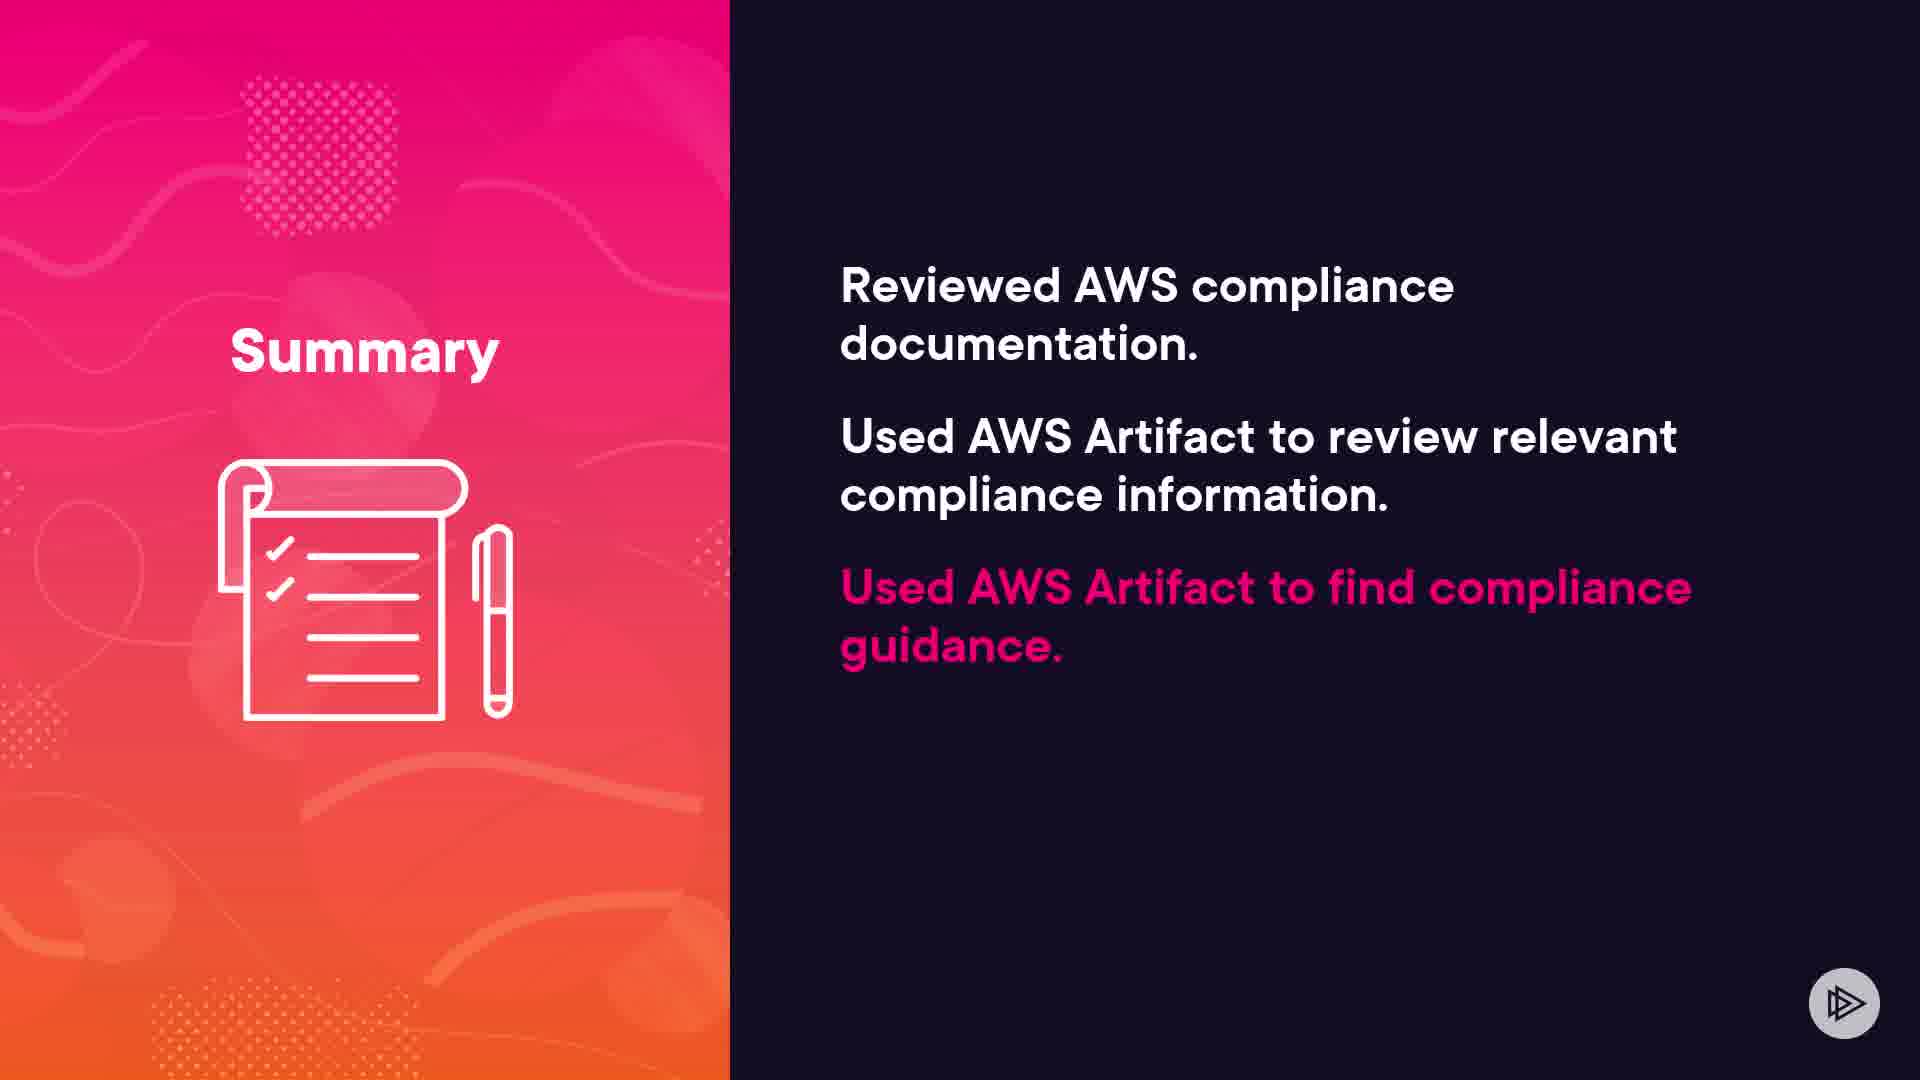 Summary
Reviewed AWS compliance
documentation.
Used AWS Artifact to review relevant
compliance information.
Used AWS Artifact to find compliance
guidance.